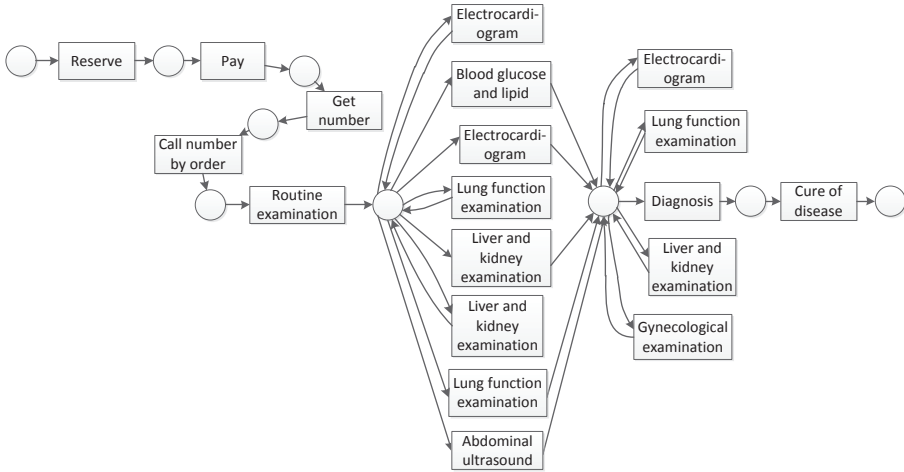 Reserve
Pay
Get
number
Call number
by order
Routine
examination
Electrocardi-
ogram
Blood glucose
and lipid
Electrocardi-
ogram
Lung function
examination
Liver and
kidney
examination
Liver and
kidney
examination
Lung function
examination
Abdominal
ultrasound
Electrocardi-
ogram
Lung function
examination
Diagnosis
Cure of
disease
Liver and
kidney
examination
Gynecological
examination